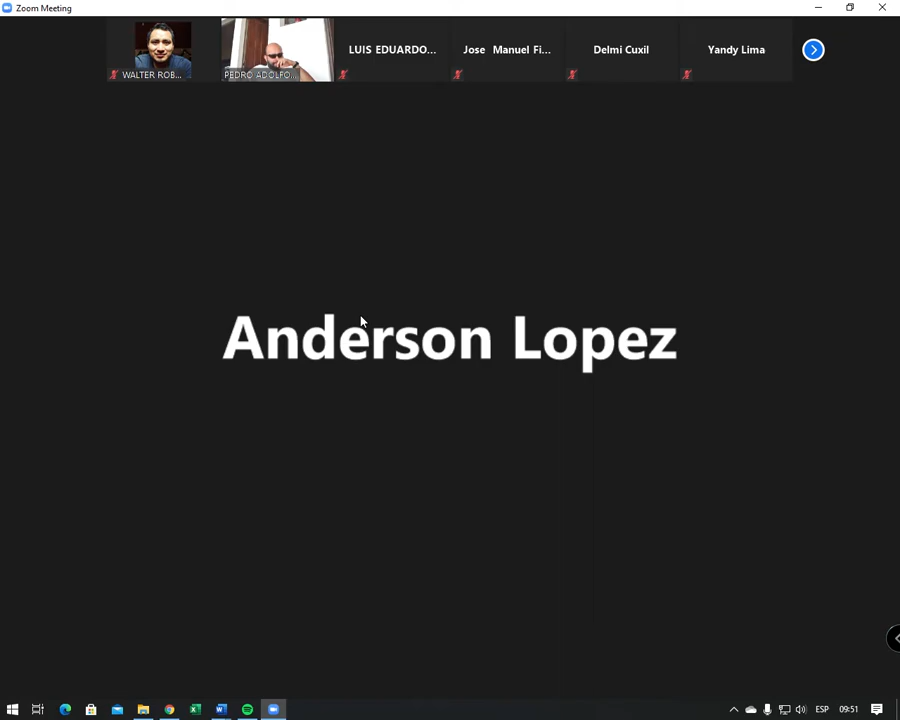 Zoom Meeting
WALTER ROB...
PEDRO ADOLFO...
LUIS EDUARDO...
Jose Manuel Fi...
Delmi Cuxil
Yandy Lima
Anderson Lopez
ESP
09:51